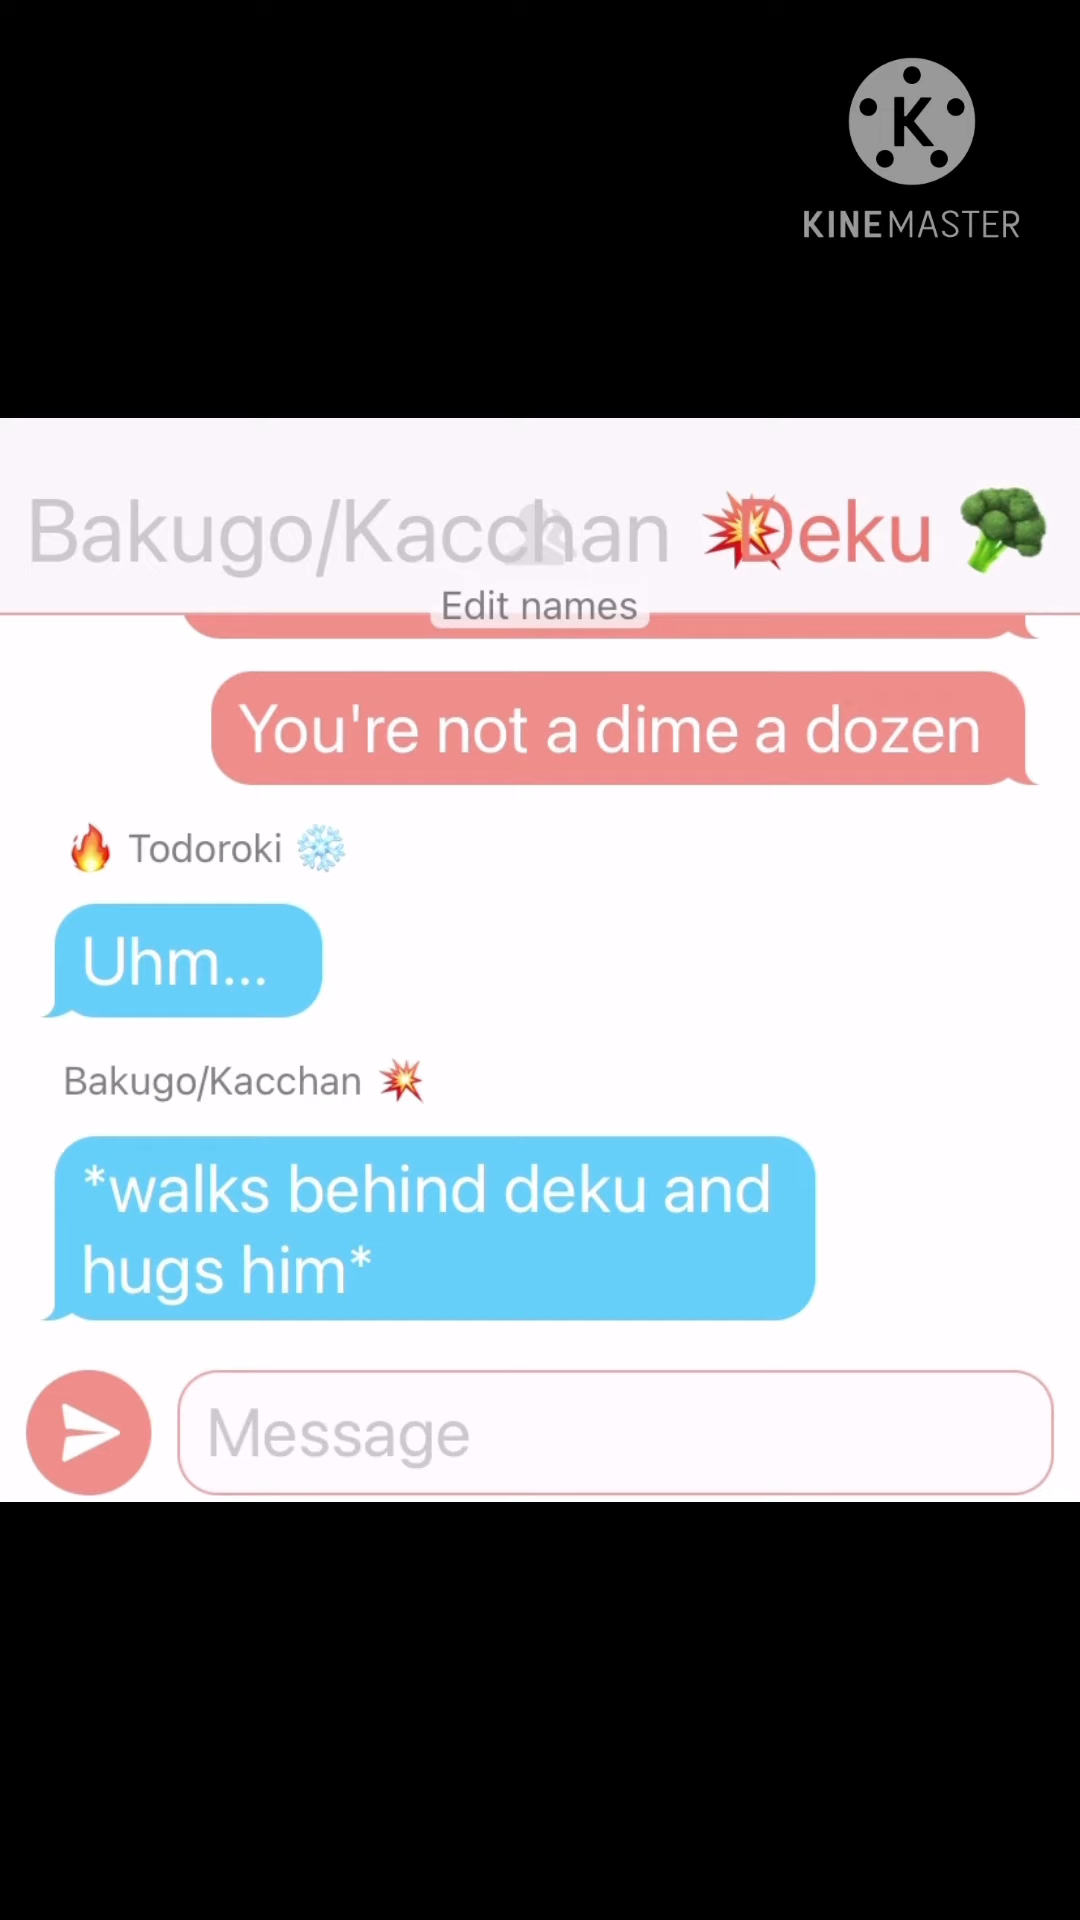 KINEMASTER
Bakugo/Kacchan 💥 Deku 🥦
Edit names
You're not a dime a dozen
🔥 Todoroki ❄️
Uhm...
Bakugo/Kacchan 💥
*walks behind deku and
hugs him*
Message